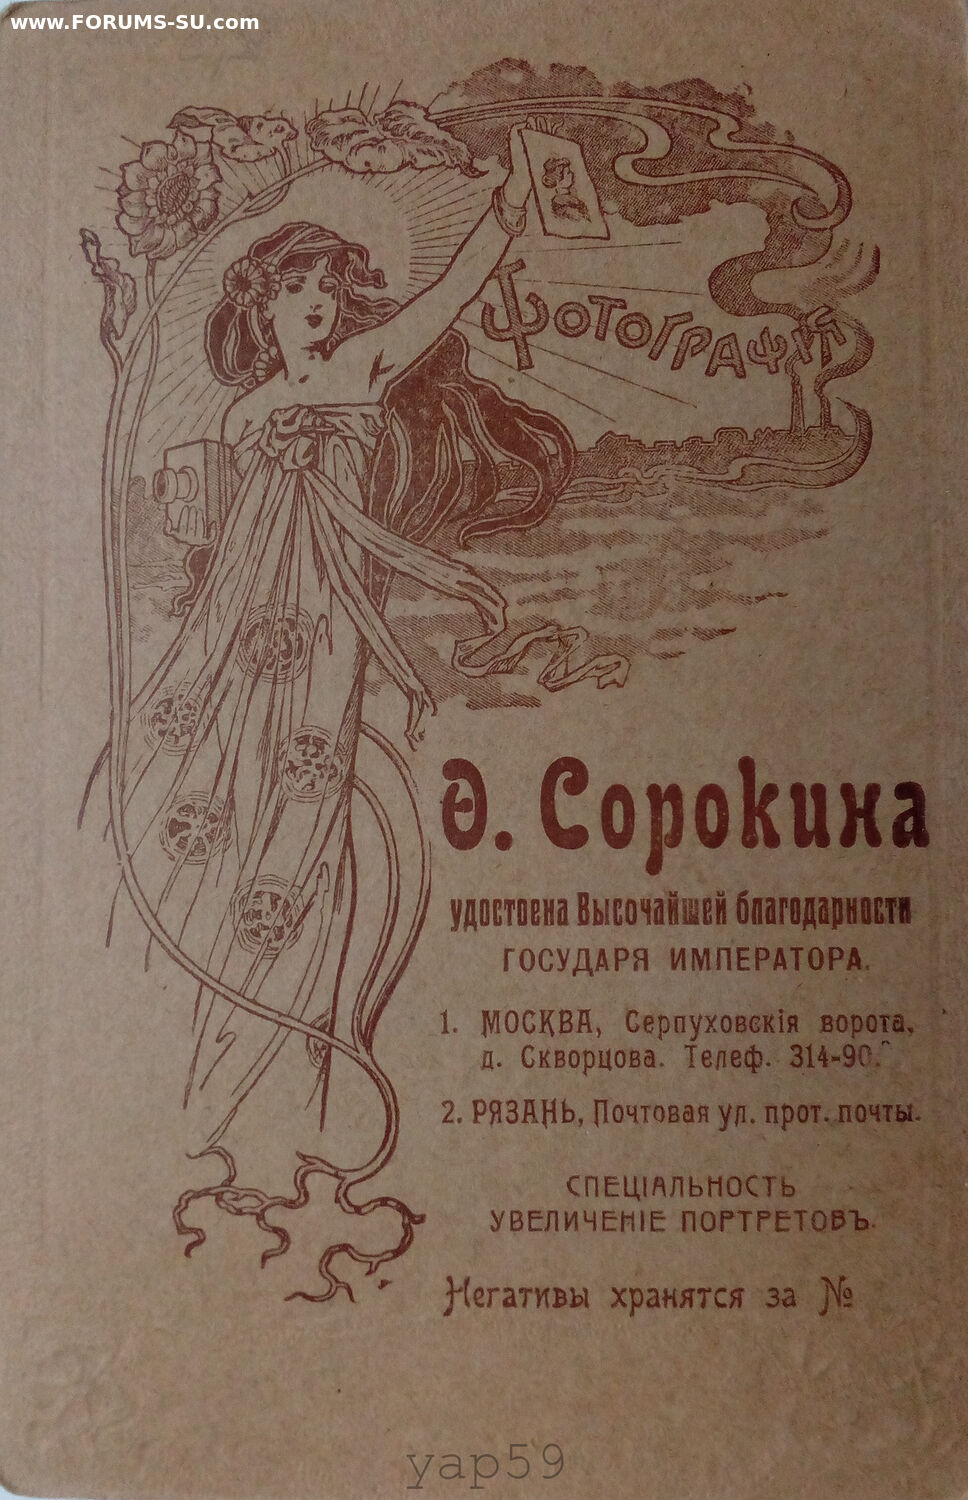 www.FORUMS-SU.com
ФОТОГРАФІЯ
Ѳ. Сорокина
удостоена Высочайшей благодарности
ГОСУДАРЯ ИМПЕРАТОРА.
1. МОСКВА, Серпуховскія ворота,
д. Скворцова. Телеф. 314-90.
2. РЯЗАНЬ, Почтовая ул. прот. почты.
СПЕЦІАЛЬНОСТЬ
УВЕЛИЧЕНІЕ ПОРТРЕТОВЪ.
Негативы хранятся за №
yap59